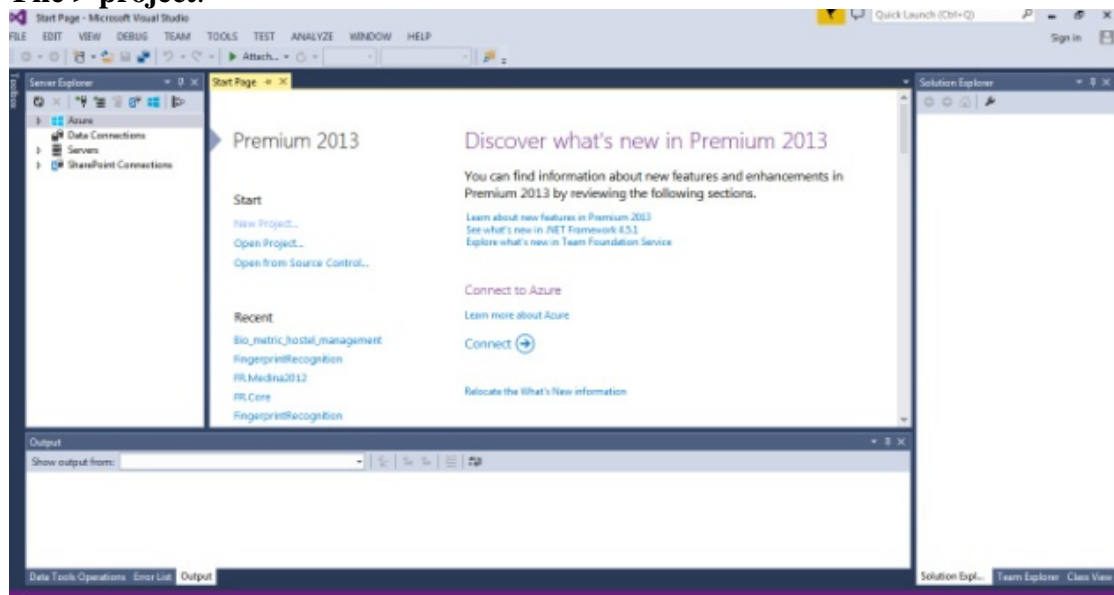 Start Page - Microsoft Visual Studio
Quick Launch (Ctrl+Q)
FILE EDIT VIEW DEBUG TEAM TOOLS TEST ANALYZE WINDOW HELP
Sign in
Attach...
Toolbox
Server Explorer
Azure
Data Connections
Servers
SharePoint Connections
Start Page
Premium 2013
Start
New Project...
Open Project...
Open from Source Control...
Recent
Bio_metric_hostel_management
FingerprintRecognition
FR.Medina2012
FR.Core
FingerprintRecognition
Discover what's new in Premium 2013
You can find information about new features and enhancements in
Premium 2013 by reviewing the following sections.
Learn about new features in Premium 2013
See what's new in .NET Framework 4.5.1
Explore what's new in Team Foundation Service
Connect to Azure
Learn more about Azure
Connect
Relocate the What's New information
Solution Explorer
Output
Show output from:
Data Tools Operations Error List Output
Solution Expl... Team Explorer Class View